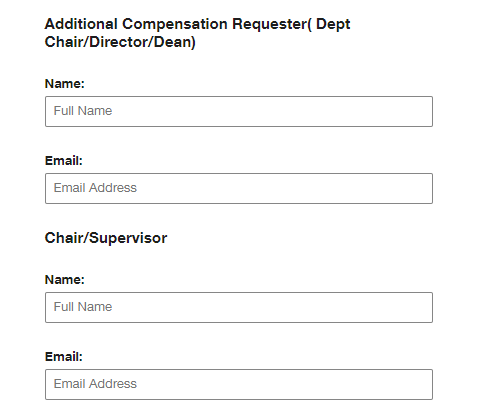 Additional Compensation Requester( Dept
Chair/Director/Dean)
Name:
Full Name
Email:
Email Address
Chair/Supervisor
Name:
Full Name
Email:
Email Address